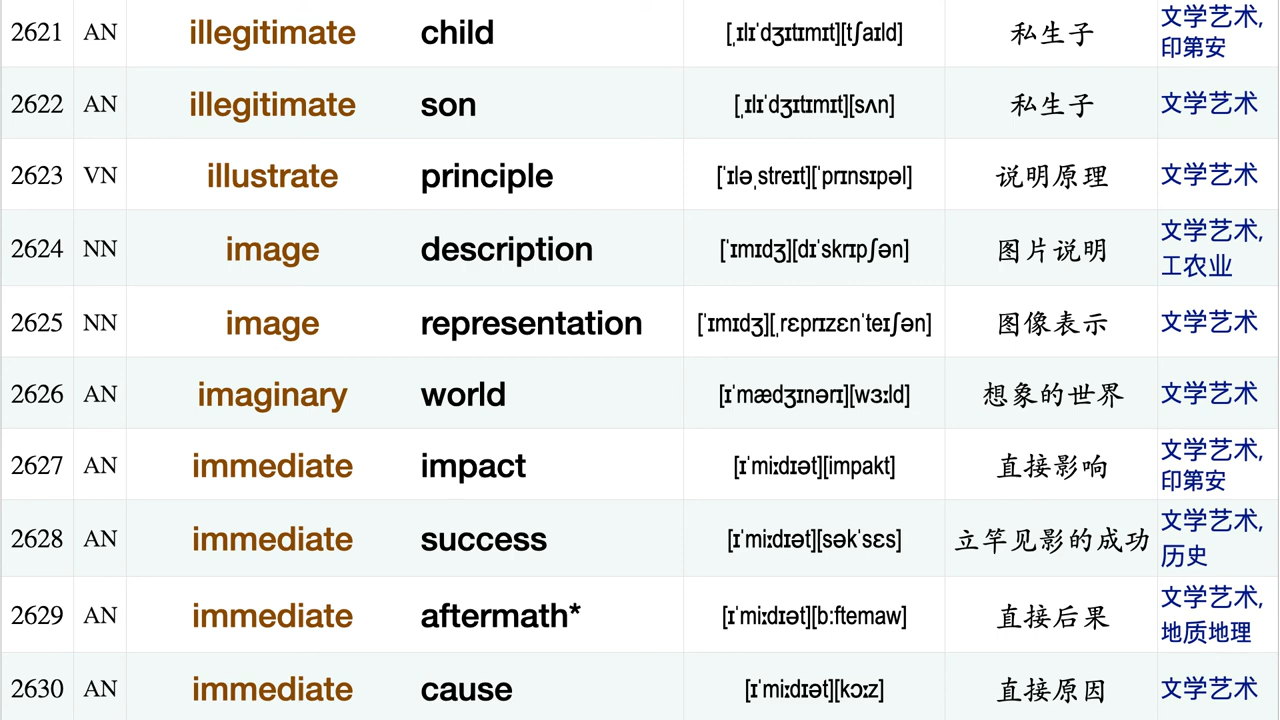 2621 AN illegitimate child [ˌɪlɪˈdʒɪtɪmɪt][tʃaɪld] 私生子 文学艺术, 印第安
2622 AN illegitimate son [ˌɪlɪˈdʒɪtɪmɪt][sʌn] 私生子 文学艺术
2623 VN illustrate principle [ˈɪləˌstreɪt][ˈprɪnsɪpəl] 说明原理 文学艺术
2624 NN image description [ˈɪmɪdʒ][dɪˈskrɪpʃən] 图片说明 文学艺术, 工农业
2625 NN image representation [ˈɪmɪdʒ][ˌrɛprɪzɛnˈteɪʃən] 图像表示 文学艺术
2626 AN imaginary world [ɪˈmædʒɪnərɪ][wɜːld] 想象的世界 文学艺术
2627 AN immediate impact [ɪˈmiːdɪət][impakt] 直接影响 文学艺术, 印第安
2628 AN immediate success [ɪˈmiːdɪət][səkˈsɛs] 立竿见影的成功 文学艺术, 历史
2629 AN immediate aftermath* [ɪˈmiːdɪət][b:ftemaw] 直接后果 文学艺术, 地质地理
2630 AN immediate cause [ɪˈmiːdɪət][kɔːz] 直接原因 文学艺术